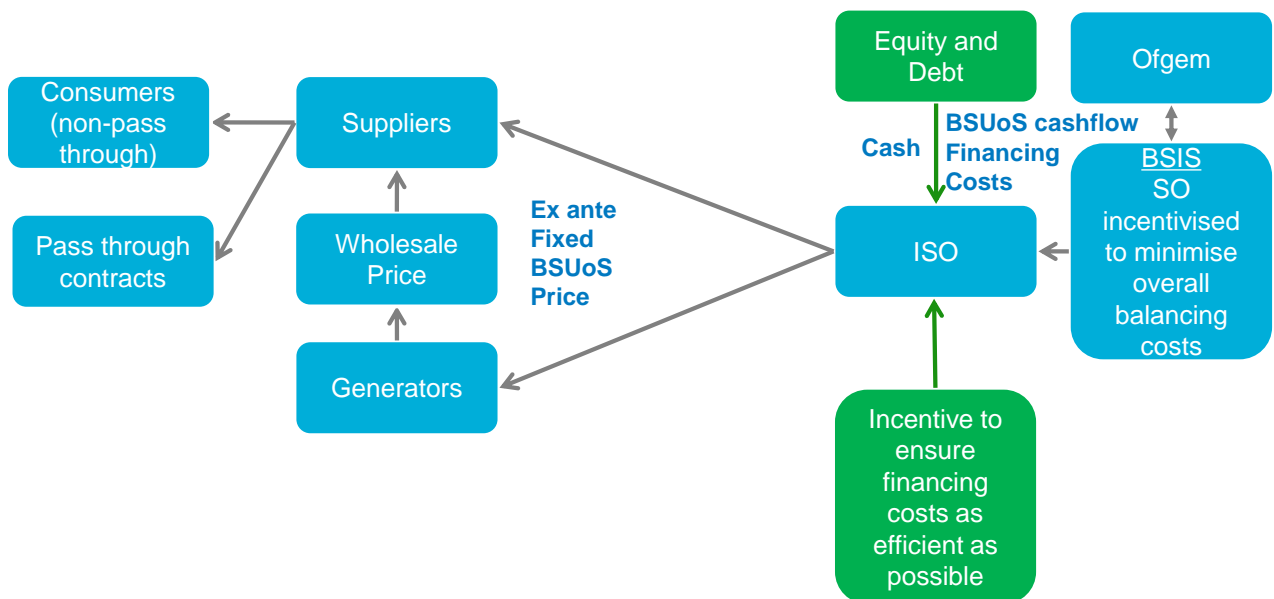 Consumers
(non-pass
through)
Pass through
contracts
Suppliers
Wholesale
Price
Generators
Ex ante
Fixed
BSUoS
Price
Equity and
Debt
Cash
BSUoS cashflow
Financing
Costs
ISO
Incentive to
ensure
financing
costs as
efficient as
possible
Ofgem
BSIS
SO
incentivised
to minimise
overall
balancing
costs